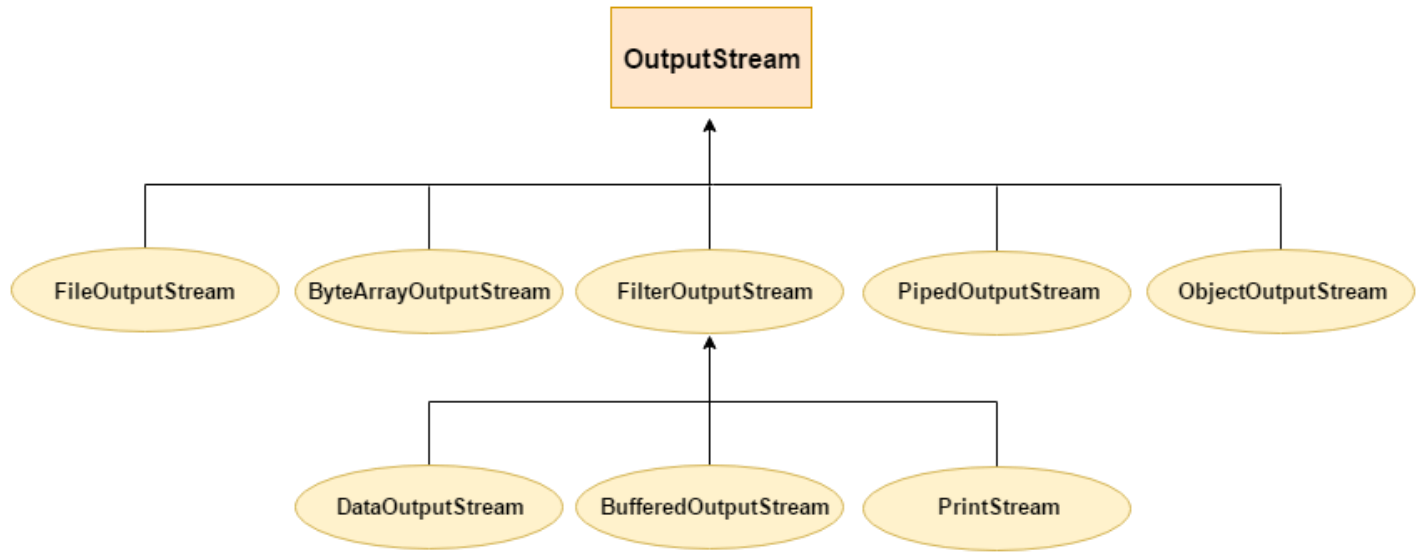 OutputStream
FileOutputStream
ByteArrayOutputStream
FilterOutputStream
PipedOutputStream
ObjectOutputStream
DataOutputStream
BufferedOutputStream
PrintStream